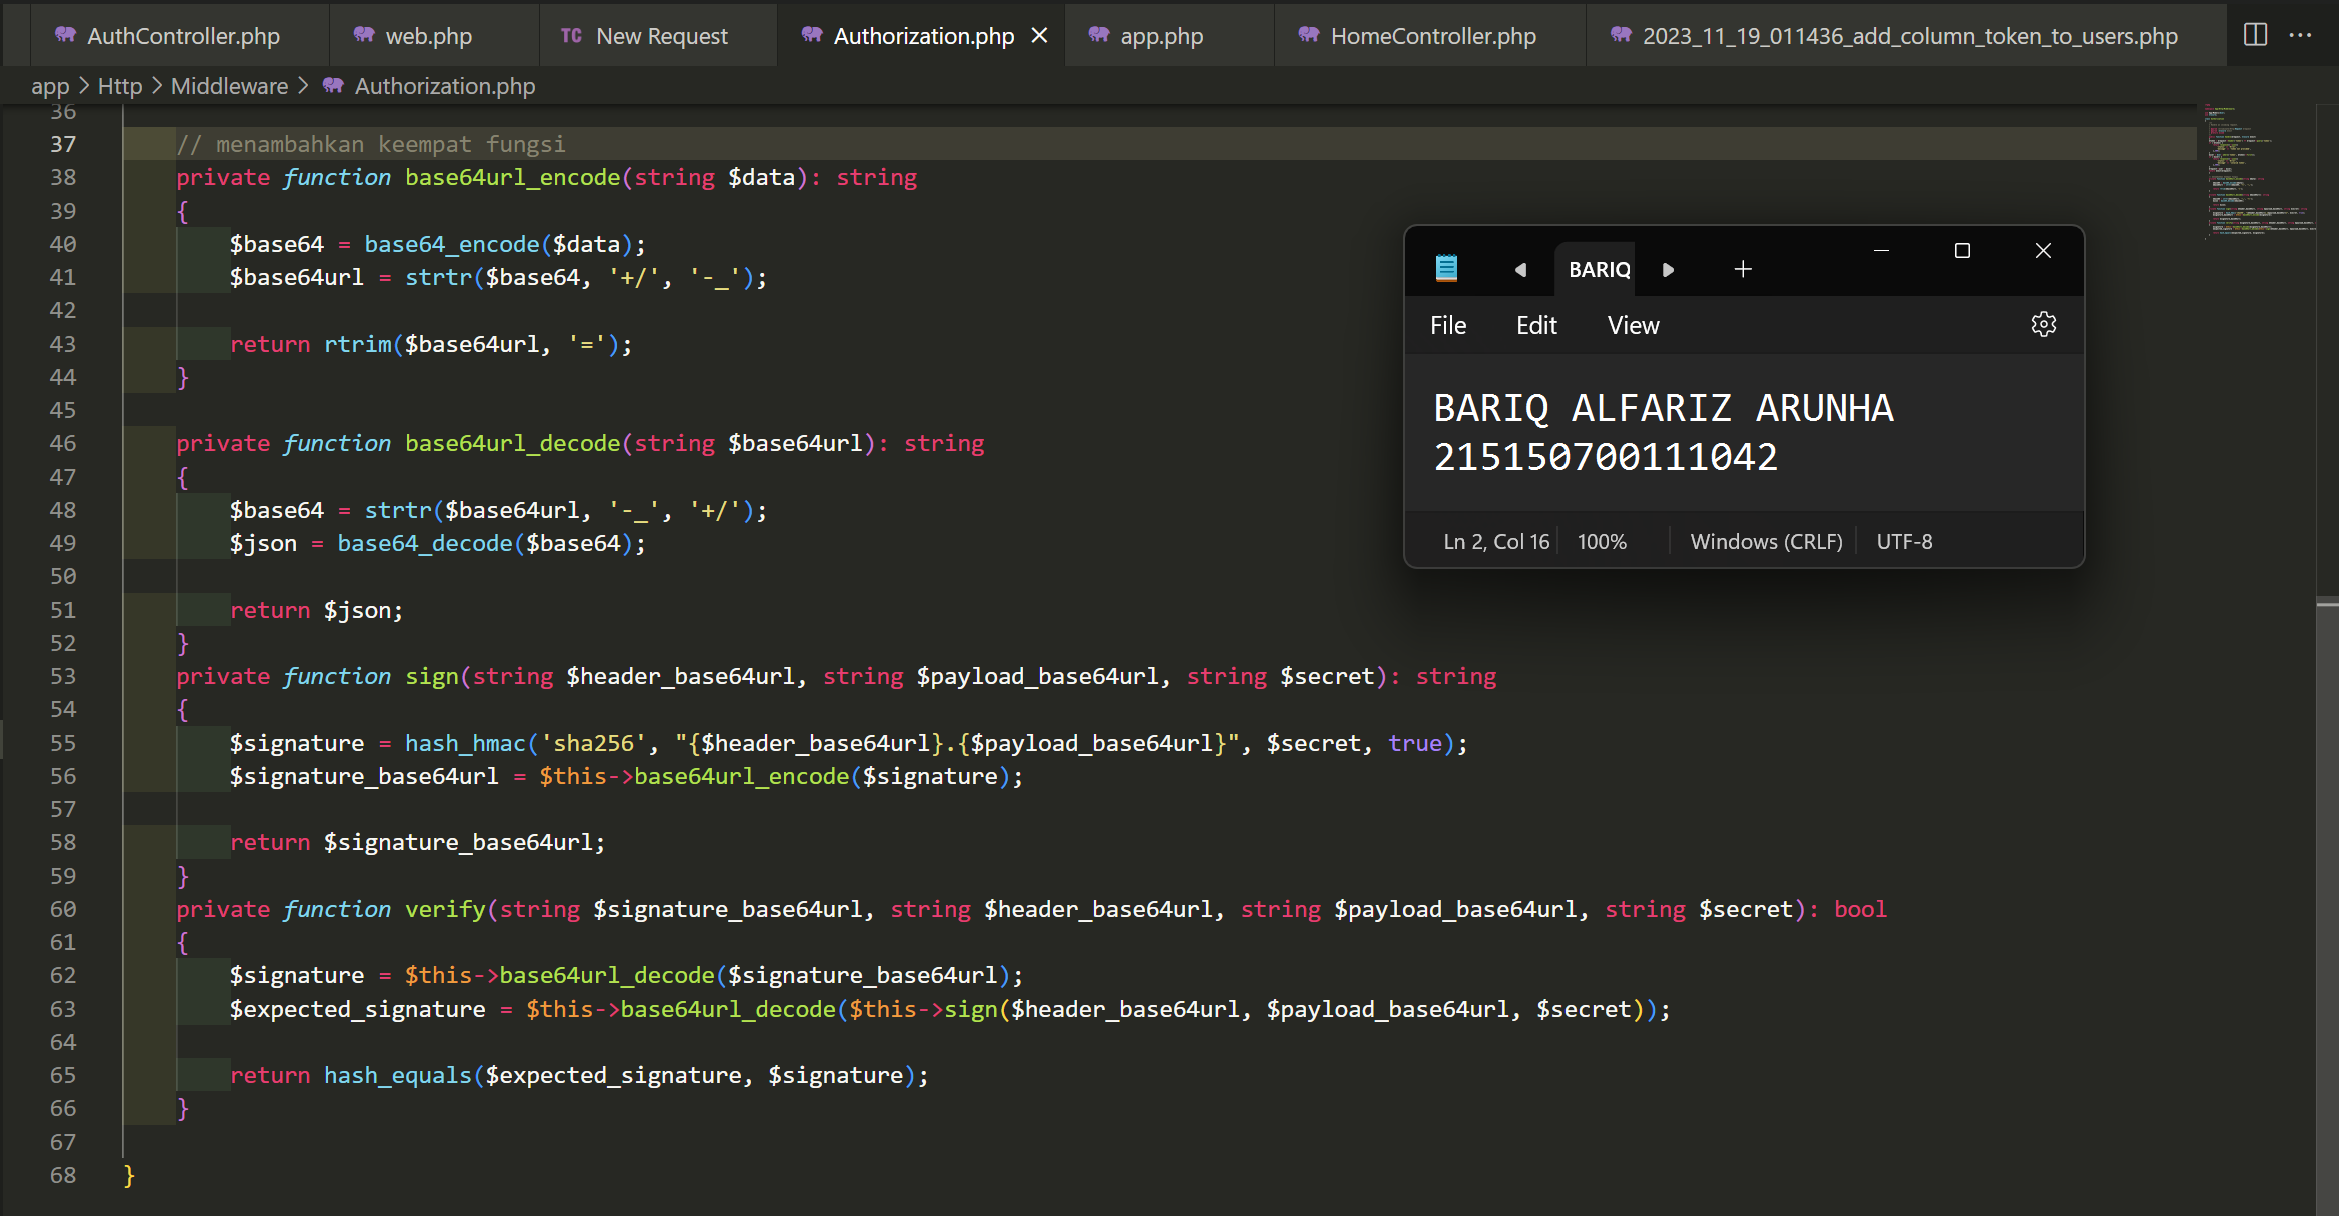 AuthController.php
web.php
TC New Request
Authorization.php
app.php
HomeController.php
2023_11_19_011436_add_column_token_to_users.php
app > Http > Middleware > Authorization.php
36
37 // menambahkan keempat fungsi
38 private function base64url_encode(string $data): string
39 {
40 $base64 = base64_encode($data);
41 $base64url = strtr($base64, '+/', '-_');
42
43 return rtrim($base64url, '=');
44 }
45
46 private function base64url_decode(string $base64url): string
47 {
48 $base64 = strtr($base64url, '-_', '+/');
49 $json = base64_decode($base64);
50
51 return $json;
52 }
53 private function sign(string $header_base64url, string $payload_base64url, string $secret): string
54 {
55 $signature = hash_hmac('sha256', "{$header_base64url}.{$payload_base64url}", $secret, true);
56 $signature_base64url = $this->base64url_encode($signature);
57
58 return $signature_base64url;
59 }
60 private function verify(string $signature_base64url, string $header_base64url, string $payload_base64url, string $secret): bool
61 {
62 $signature = $this->base64url_decode($signature_base64url);
63 $expected_signature = $this->base64url_decode($this->sign($header_base64url, $payload_base64url, $secret));
64
65 return hash_equals($expected_signature, $signature);
66 }
67
68 }
BARIQ
File Edit View
BARIQ ALFARIZ ARUNHA
215150700111042
Ln 2, Col 16 100% Windows (CRLF) UTF-8